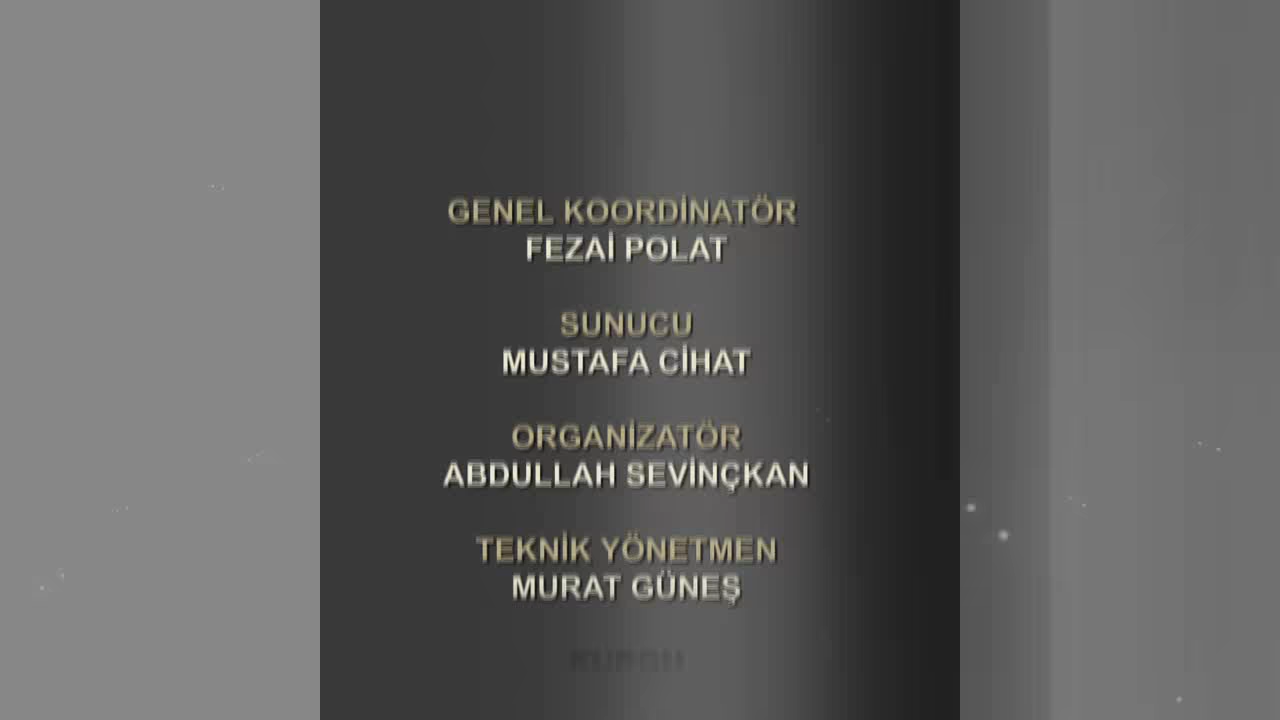 GENEL KOORDİNATÖR
FEZAİ POLAT
SUNUCU
MUSTAFA CİHAT
ORGANİZATÖR
ABDULLAH SEVİNÇKAN
TEKNİK YÖNETMEN
MURAT GÜNEŞ